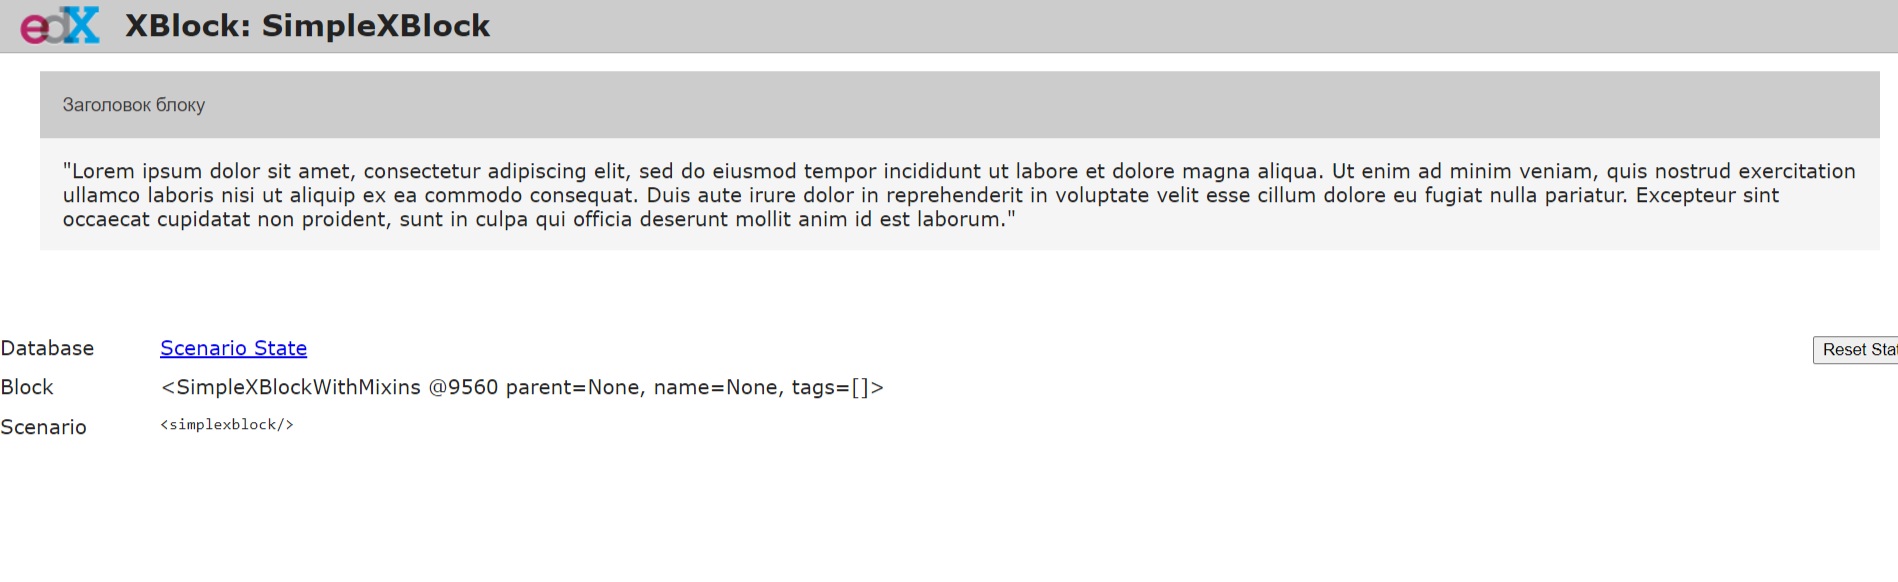 edX XBlock: SimpleXBlock
Заголовок блоку
"Lorem ipsum dolor sit amet, consectetur adipiscing elit, sed do eiusmod tempor incididunt ut labore et dolore magna aliqua. Ut enim ad minim veniam, quis nostrud exercitation
ullamco laboris nisi ut aliquip ex ea commodo consequat. Duis aute irure dolor in reprehenderit in voluptate velit esse cillum dolore eu fugiat nulla pariatur. Excepteur sint
occaecat cupidatat non proident, sunt in culpa qui officia deserunt mollit anim id est laborum."
Database Scenario State Reset Stat
Block <SimpleXBlockWithMixins @9560 parent=None, name=None, tags=[]>
Scenario <simplexblock/>